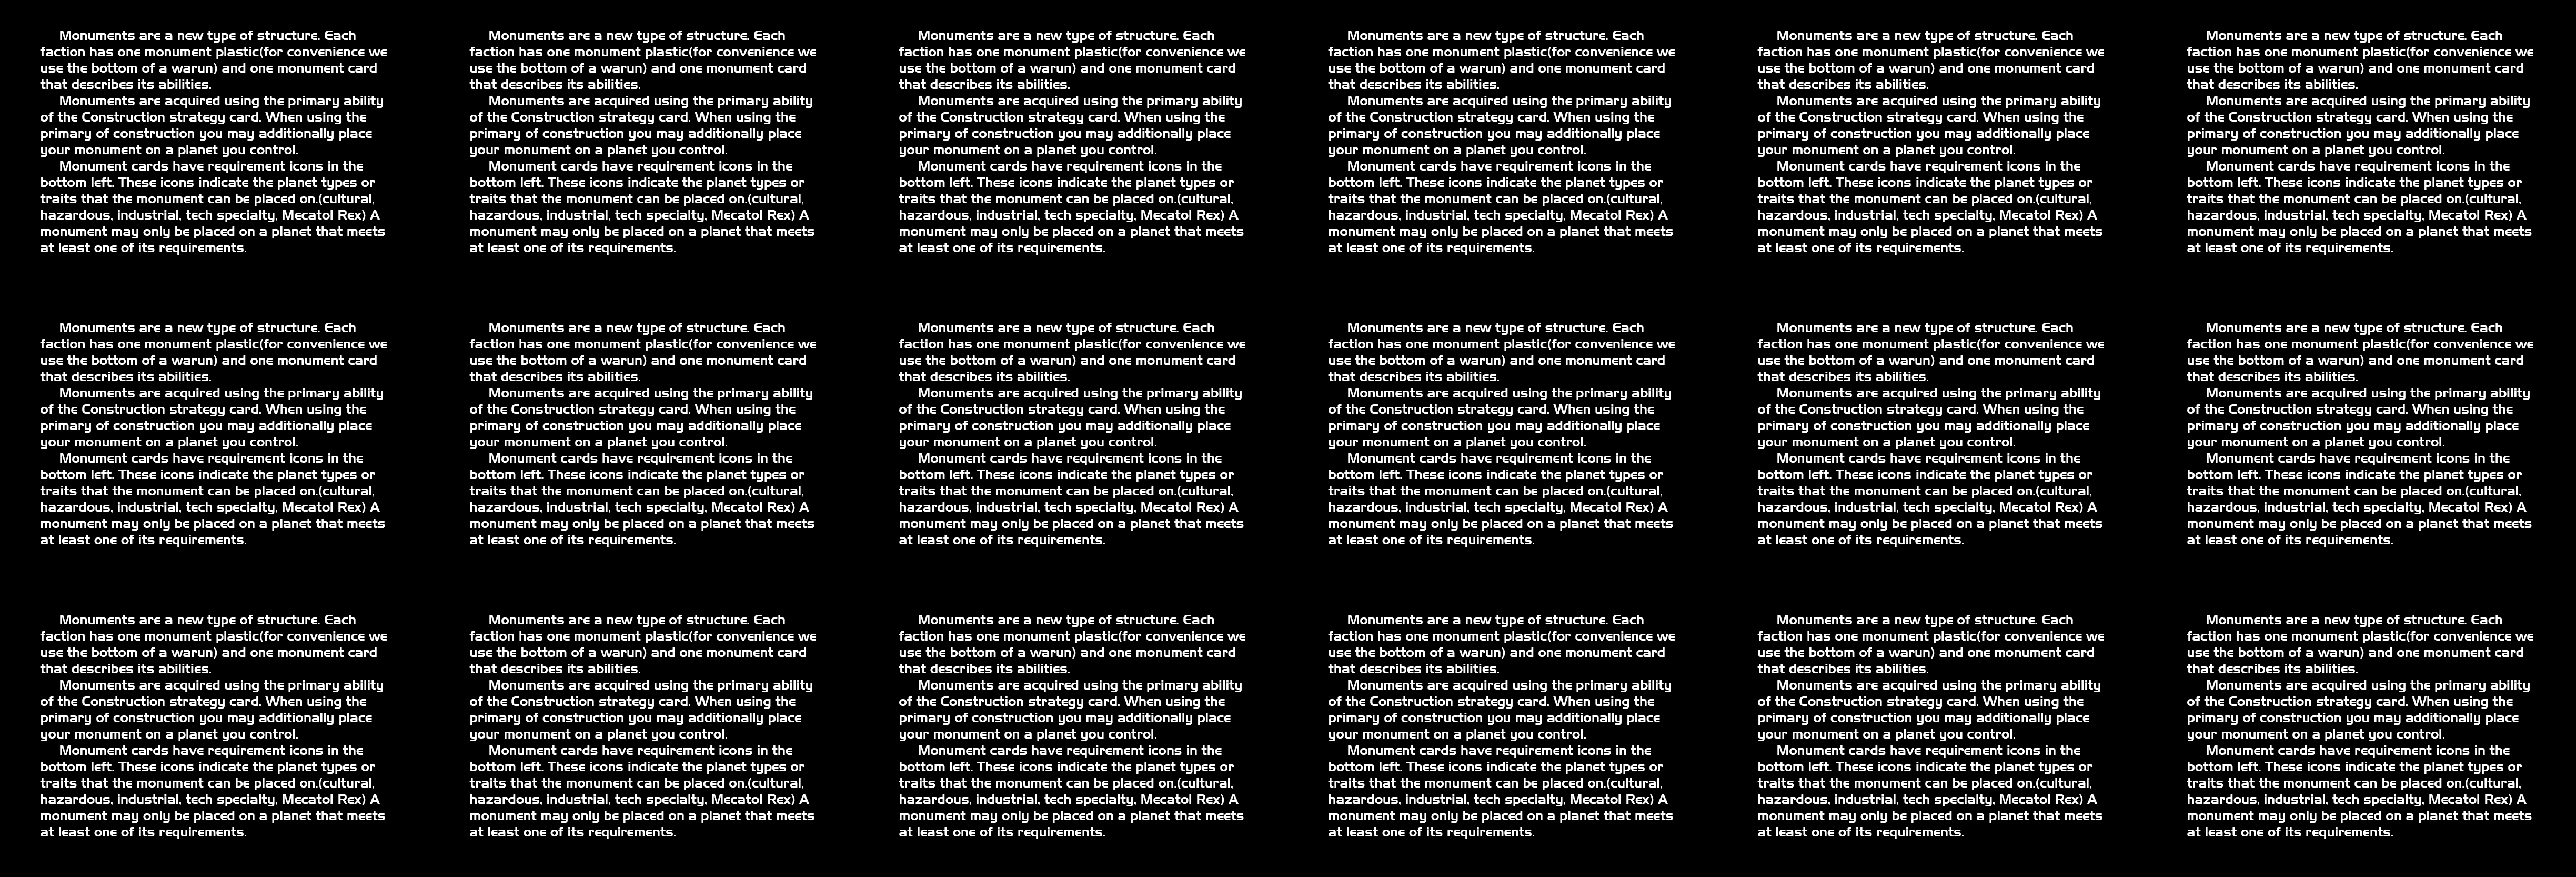 Monuments are a new type of structure. Each
faction has one monument plastic(for convenience we
use the bottom of a warun) and one monument card
that describes its abilities.
Monuments are acquired using the primary ability
of the Construction strategy card. When using the
primary of construction you may additionally place
your monument on a planet you control.
Monument cards have requirement icons in the
bottom left. These icons indicate the planet types or
traits that the monument can be placed on.(cultural,
hazardous, industrial, tech specialty, Mecatol Rex) A
monument may only be placed on a planet that meets
at least one of its requirements.
Monuments are a new type of structure. Each
faction has one monument plastic(for convenience we
use the bottom of a warun) and one monument card
that describes its abilities.
Monuments are acquired using the primary ability
of the Construction strategy card. When using the
primary of construction you may additionally place
your monument on a planet you control.
Monument cards have requirement icons in the
bottom left. These icons indicate the planet types or
traits that the monument can be placed on.(cultural,
hazardous, industrial, tech specialty, Mecatol Rex) A
monument may only be placed on a planet that meets
at least one of its requirements.
Monuments are a new type of structure. Each
faction has one monument plastic(for convenience we
use the bottom of a warun) and one monument card
that describes its abilities.
Monuments are acquired using the primary ability
of the Construction strategy card. When using the
primary of construction you may additionally place
your monument on a planet you control.
Monument cards have requirement icons in the
bottom left. These icons indicate the planet types or
traits that the monument can be placed on.(cultural,
hazardous, industrial, tech specialty, Mecatol Rex) A
monument may only be placed on a planet that meets
at least one of its requirements.
Monuments are a new type of structure. Each
faction has one monument plastic(for convenience we
use the bottom of a warun) and one monument card
that describes its abilities.
Monuments are acquired using the primary ability
of the Construction strategy card. When using the
primary of construction you may additionally place
your monument on a planet you control.
Monument cards have requirement icons in the
bottom left. These icons indicate the planet types or
traits that the monument can be placed on.(cultural,
hazardous, industrial, tech specialty, Mecatol Rex) A
monument may only be placed on a planet that meets
at least one of its requirements.
Monuments are a new type of structure. Each
faction has one monument plastic(for convenience we
use the bottom of a warun) and one monument card
that describes its abilities.
Monuments are acquired using the primary ability
of the Construction strategy card. When using the
primary of construction you may additionally place
your monument on a planet you control.
Monument cards have requirement icons in the
bottom left. These icons indicate the planet types or
traits that the monument can be placed on.(cultural,
hazardous, industrial, tech specialty, Mecatol Rex) A
monument may only be placed on a planet that meets
at least one of its requirements.
Monuments are a new type of structure. Each
faction has one monument plastic(for convenience we
use the bottom of a warun) and one monument card
that describes its abilities.
Monuments are acquired using the primary ability
of the Construction strategy card. When using the
primary of construction you may additionally place
your monument on a planet you control.
Monument cards have requirement icons in the
bottom left. These icons indicate the planet types or
traits that the monument can be placed on.(cultural,
hazardous, industrial, tech specialty, Mecatol Rex) A
monument may only be placed on a planet that meets
at least one of its requirements.
Monuments are a new type of structure. Each
faction has one monument plastic(for convenience we
use the bottom of a warun) and one monument card
that describes its abilities.
Monuments are acquired using the primary ability
of the Construction strategy card. When using the
primary of construction you may additionally place
your monument on a planet you control.
Monument cards have requirement icons in the
bottom left. These icons indicate the planet types or
traits that the monument can be placed on.(cultural,
hazardous, industrial, tech specialty, Mecatol Rex) A
monument may only be placed on a planet that meets
at least one of its requirements.
Monuments are a new type of structure. Each
faction has one monument plastic(for convenience we
use the bottom of a warun) and one monument card
that describes its abilities.
Monuments are acquired using the primary ability
of the Construction strategy card. When using the
primary of construction you may additionally place
your monument on a planet you control.
Monument cards have requirement icons in the
bottom left. These icons indicate the planet types or
traits that the monument can be placed on.(cultural,
hazardous, industrial, tech specialty, Mecatol Rex) A
monument may only be placed on a planet that meets
at least one of its requirements.
Monuments are a new type of structure. Each
faction has one monument plastic(for convenience we
use the bottom of a warun) and one monument card
that describes its abilities.
Monuments are acquired using the primary ability
of the Construction strategy card. When using the
primary of construction you may additionally place
your monument on a planet you control.
Monument cards have requirement icons in the
bottom left. These icons indicate the planet types or
traits that the monument can be placed on.(cultural,
hazardous, industrial, tech specialty, Mecatol Rex) A
monument may only be placed on a planet that meets
at least one of its requirements.
Monuments are a new type of structure. Each
faction has one monument plastic(for convenience we
use the bottom of a warun) and one monument card
that describes its abilities.
Monuments are acquired using the primary ability
of the Construction strategy card. When using the
primary of construction you may additionally place
your monument on a planet you control.
Monument cards have requirement icons in the
bottom left. These icons indicate the planet types or
traits that the monument can be placed on.(cultural,
hazardous, industrial, tech specialty, Mecatol Rex) A
monument may only be placed on a planet that meets
at least one of its requirements.
Monuments are a new type of structure. Each
faction has one monument plastic(for convenience we
use the bottom of a warun) and one monument card
that describes its abilities.
Monuments are acquired using the primary ability
of the Construction strategy card. When using the
primary of construction you may additionally place
your monument on a planet you control.
Monument cards have requirement icons in the
bottom left. These icons indicate the planet types or
traits that the monument can be placed on.(cultural,
hazardous, industrial, tech specialty, Mecatol Rex) A
monument may only be placed on a planet that meets
at least one of its requirements.
Monuments are a new type of structure. Each
faction has one monument plastic(for convenience we
use the bottom of a warun) and one monument card
that describes its abilities.
Monuments are acquired using the primary ability
of the Construction strategy card. When using the
primary of construction you may additionally place
your monument on a planet you control.
Monument cards have requirement icons in the
bottom left. These icons indicate the planet types or
traits that the monument can be placed on.(cultural,
hazardous, industrial, tech specialty, Mecatol Rex) A
monument may only be placed on a planet that meets
at least one of its requirements.
Monuments are a new type of structure. Each
faction has one monument plastic(for convenience we
use the bottom of a warun) and one monument card
that describes its abilities.
Monuments are acquired using the primary ability
of the Construction strategy card. When using the
primary of construction you may additionally place
your monument on a planet you control.
Monument cards have requirement icons in the
bottom left. These icons indicate the planet types or
traits that the monument can be placed on.(cultural,
hazardous, industrial, tech specialty, Mecatol Rex) A
monument may only be placed on a planet that meets
at least one of its requirements.
Monuments are a new type of structure. Each
faction has one monument plastic(for convenience we
use the bottom of a warun) and one monument card
that describes its abilities.
Monuments are acquired using the primary ability
of the Construction strategy card. When using the
primary of construction you may additionally place
your monument on a planet you control.
Monument cards have requirement icons in the
bottom left. These icons indicate the planet types or
traits that the monument can be placed on.(cultural,
hazardous, industrial, tech specialty, Mecatol Rex) A
monument may only be placed on a planet that meets
at least one of its requirements.
Monuments are a new type of structure. Each
faction has one monument plastic(for convenience we
use the bottom of a warun) and one monument card
that describes its abilities.
Monuments are acquired using the primary ability
of the Construction strategy card. When using the
primary of construction you may additionally place
your monument on a planet you control.
Monument cards have requirement icons in the
bottom left. These icons indicate the planet types or
traits that the monument can be placed on.(cultural,
hazardous, industrial, tech specialty, Mecatol Rex) A
monument may only be placed on a planet that meets
at least one of its requirements.
Monuments are a new type of structure. Each
faction has one monument plastic(for convenience we
use the bottom of a warun) and one monument card
that describes its abilities.
Monuments are acquired using the primary ability
of the Construction strategy card. When using the
primary of construction you may additionally place
your monument on a planet you control.
Monument cards have requirement icons in the
bottom left. These icons indicate the planet types or
traits that the monument can be placed on.(cultural,
hazardous, industrial, tech specialty, Mecatol Rex) A
monument may only be placed on a planet that meets
at least one of its requirements.
Monuments are a new type of structure. Each
faction has one monument plastic(for convenience we
use the bottom of a warun) and one monument card
that describes its abilities.
Monuments are acquired using the primary ability
of the Construction strategy card. When using the
primary of construction you may additionally place
your monument on a planet you control.
Monument cards have requirement icons in the
bottom left. These icons indicate the planet types or
traits that the monument can be placed on.(cultural,
hazardous, industrial, tech specialty, Mecatol Rex) A
monument may only be placed on a planet that meets
at least one of its requirements.
Monuments are a new type of structure. Each
faction has one monument plastic(for convenience we
use the bottom of a warun) and one monument card
that describes its abilities.
Monuments are acquired using the primary ability
of the Construction strategy card. When using the
primary of construction you may additionally place
your monument on a planet you control.
Monument cards have requirement icons in the
bottom left. These icons indicate the planet types or
traits that the monument can be placed on.(cultural,
hazardous, industrial, tech specialty, Mecatol Rex) A
monument may only be placed on a planet that meets
at least one of its requirements.